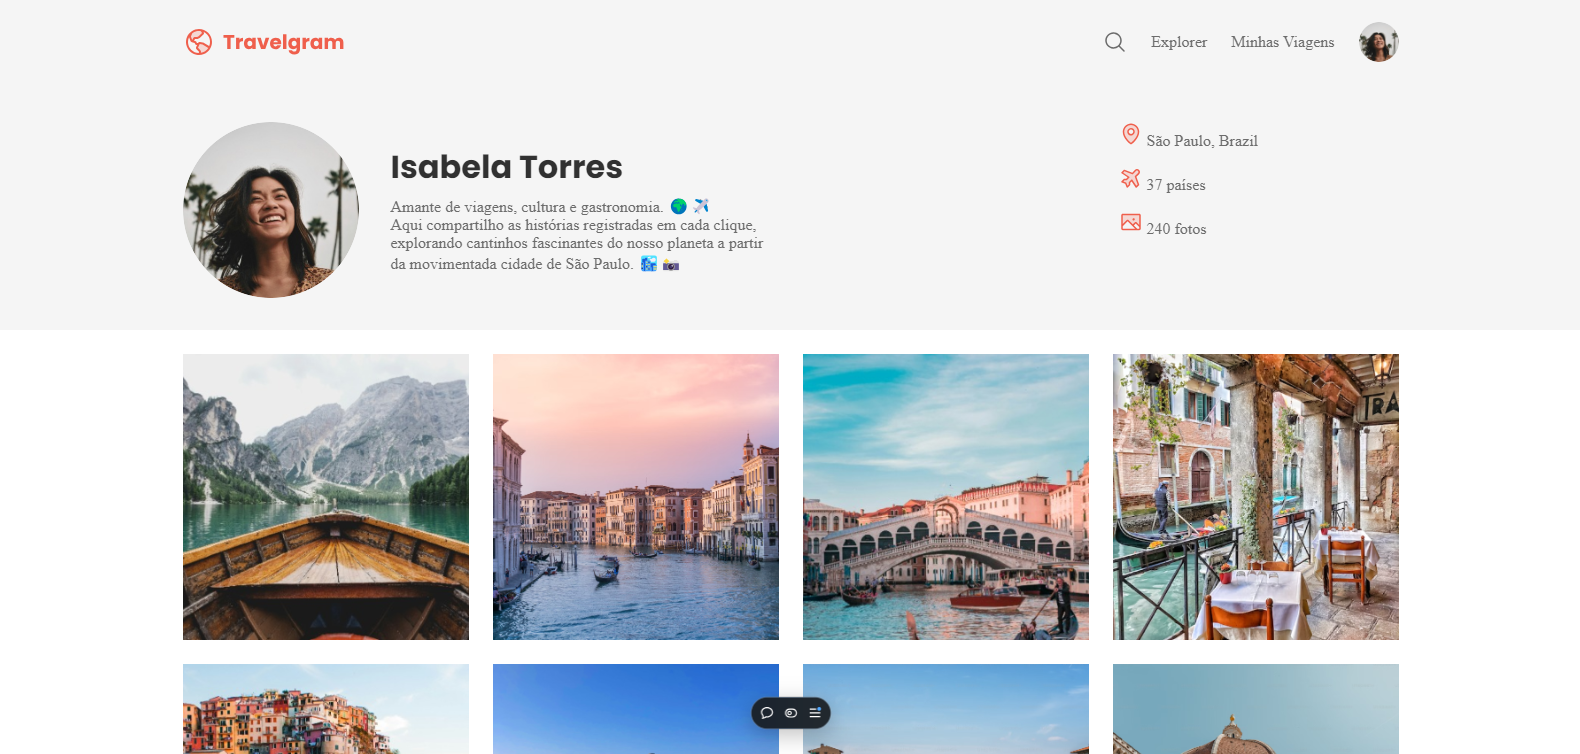 Travelgram
Explorer
Minhas Viagens
Isabela Torres
Amante de viagens, cultura e gastronomia. 🌍 ✈️
Aqui compartilho as histórias registradas em cada clique,
explorando cantinhos fascinantes do nosso planeta a partir
da movimentada cidade de São Paulo. 🏞️ 📸
São Paulo, Brazil
37 países
240 fotos
TRA